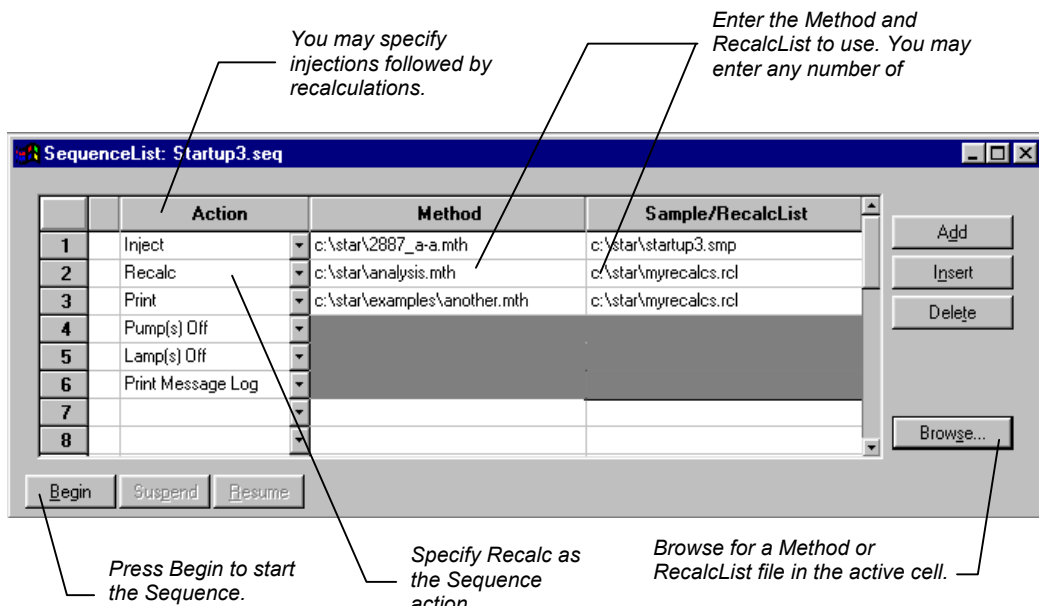 You may specify
injections followed by
recalculations.
Enter the Method and
RecalcList to use. You may
enter any number of
SequenceList: Startup3.seq
Action Method Sample/RecalcList
1 Inject c:\star\2887_a-a.mth c:\star\startup3.smp
2 Recalc c:\star\analysis.mth c:\star\myrecalcs.rcl
3 Print c:\star\examples\another.mth c:\star\myrecalcs.rcl
4 Pump(s) Off
5 Lamp(s) Off
6 Print Message Log
7
8
Add
Insert
Delete
Browse...
Begin Suspend Resume
Press Begin to start
the Sequence.
Specify Recalc as
the Sequence
action
Browse for a Method or
RecalcList file in the active cell.